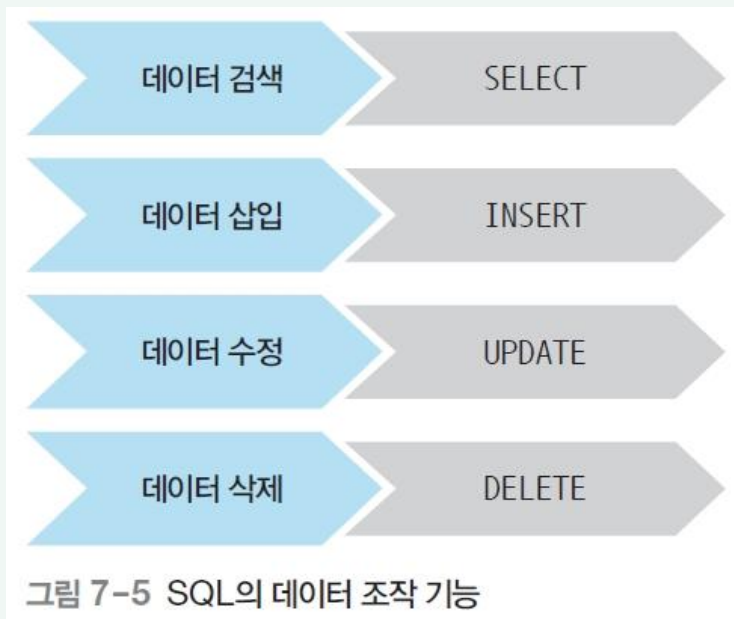 데이터 검색 SELECT
데이터 삽입 INSERT
데이터 수정 UPDATE
데이터 삭제 DELETE
그림 7-5 SQL의 데이터 조작 기능